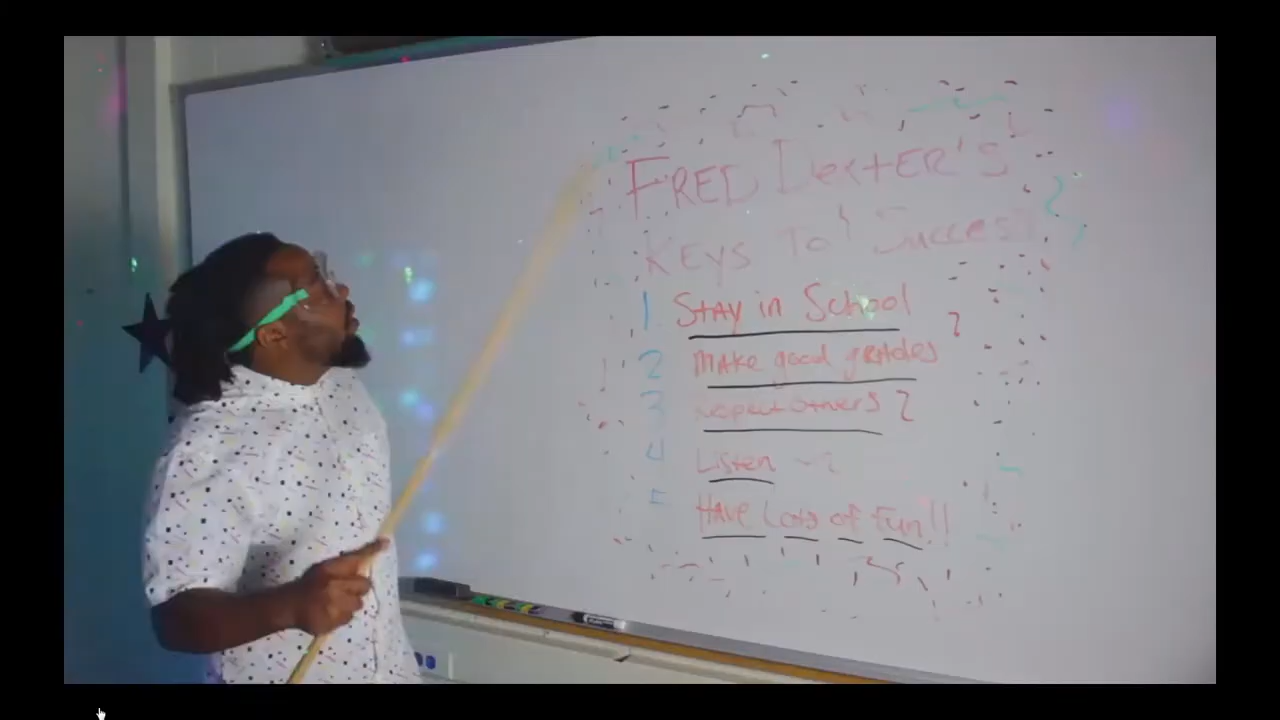 FRED DexTER'S
KEYS To Success
1. STAY in School
2 MAKE good gRADes
3 Respect others
4 Listen
5 HAVE Lots of Fun!!